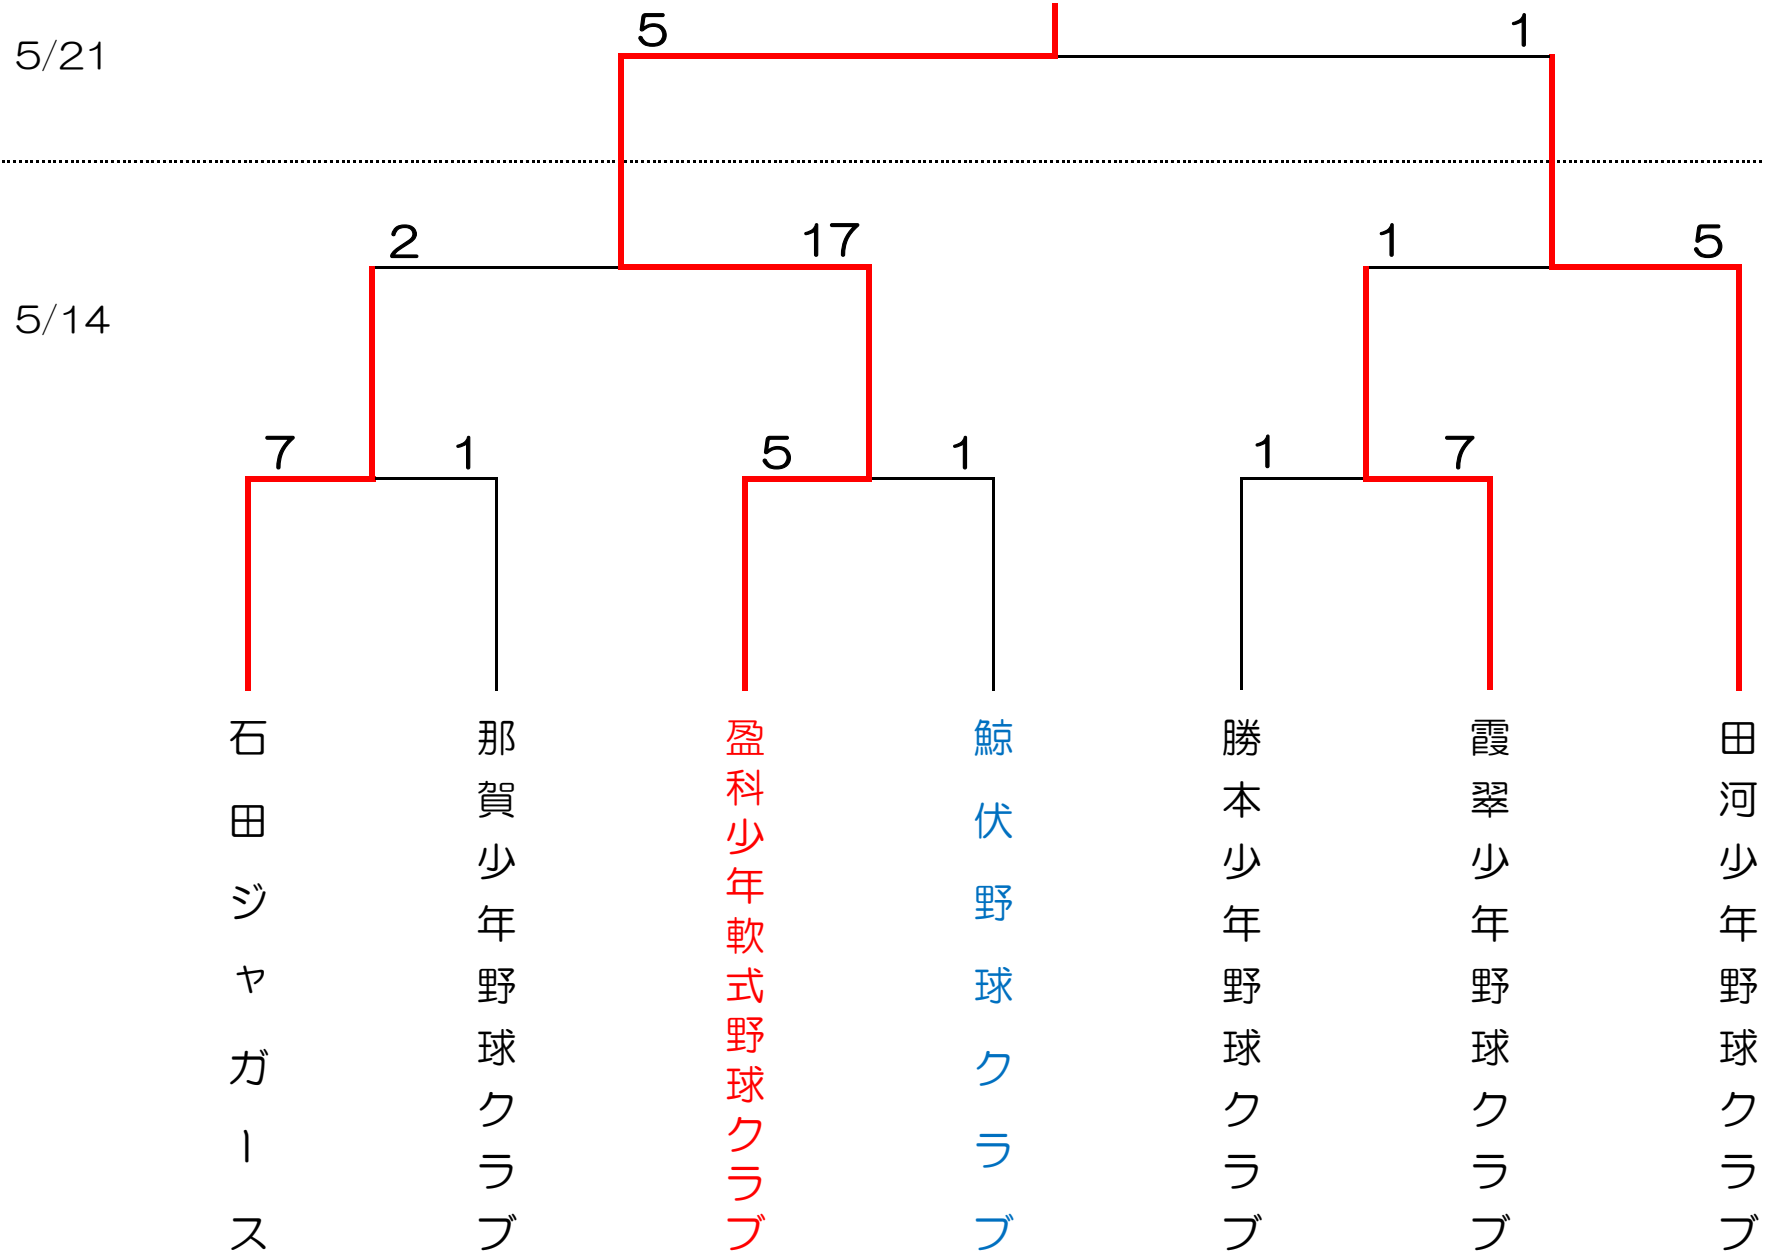 5 1
5/21
2 17 1 5
5/14
7 1 5 1 1 7
石田ジャガース
那賀少年野球クラブ
盈科少年軟式野球クラブ
鯨伏野球クラブ
勝本少年野球クラブ
霞翠少年野球クラブ
田河少年野球クラブ